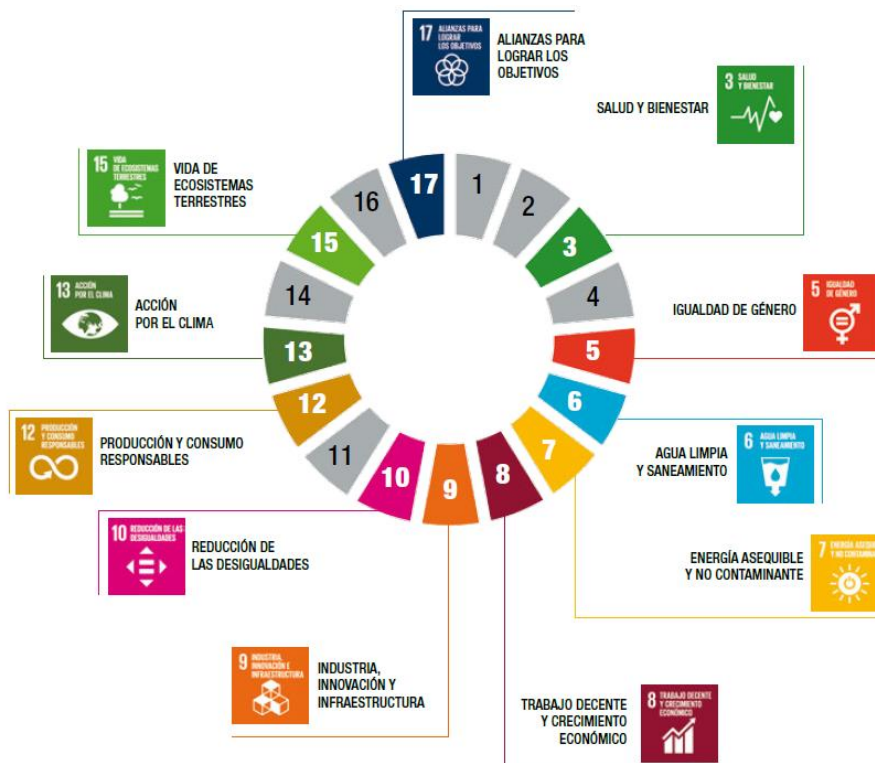 17 ALIANZAS PARA
LOGRAR
LOS OBJETIVOS
ALIANZAS PARA
LOGRAR LOS
OBJETIVOS
3 SALUD
Y BIENESTAR
SALUD Y BIENESTAR
15 VIDA
DE ECOSISTEMAS
TERRESTRES
VIDA DE
ECOSISTEMAS
TERRESTRES
13 ACCIÓN
POR EL CLIMA
ACCIÓN
POR EL CLIMA
5 IGUALDAD
DE GÉNERO
IGUALDAD DE GÉNERO
12 PRODUCCIÓN
Y CONSUMO
RESPONSABLES
PRODUCCIÓN Y CONSUMO
RESPONSABLES
6 AGUA LIMPIA
Y SANEAMIENTO
AGUA LIMPIA
Y SANEAMIENTO
10 REDUCCIÓN DE LAS
DESIGUALDADES
REDUCCIÓN DE
LAS DESIGUALDADES
7 ENERGÍA ASEQUIBLE
Y NO CONTAMINANTE
ENERGÍA ASEQUIBLE
Y NO CONTAMINANTE
9 INDUSTRIA,
INNOVACIÓN E
INFRAESTRUCTURA
INDUSTRIA,
INNOVACIÓN Y
INFRAESTRUCTURA
8 TRABAJO DECENTE
Y CRECIMIENTO
ECONÓMICO
TRABAJO DECENTE
Y CRECIMIENTO
ECONÓMICO
1
2
3
4
5
6
7
8
9
10
11
12
13
14
15
16
17